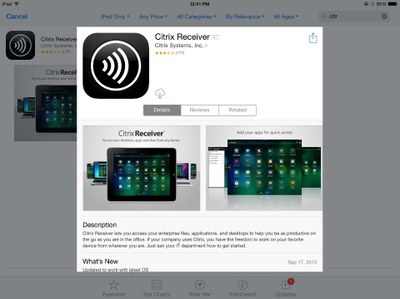 iPad
12:41 PM
86%
Cancel
iPad Only
Any Price
All Categories
By Relevance
All Ages
citr
Citrix Receiver
Citrix Systems, Inc.
Citrix Receiver
Citrix Systems, Inc. >
Details
Reviews
Related
Citrix Receiver
Add your apps for quick access
Description
Citrix Receiver lets you access your enterprise files, applications, and desktops to help you be as productive on
the go as you are in the office. If your company uses Citrix, you have the freedom to work on your favorite
device from wherever you are. Just ask your IT department how to get started.
What's New
Sep 17, 2013
Updated to work with latest OS
Featured
Top Charts
Near Me
Purchased
Updates